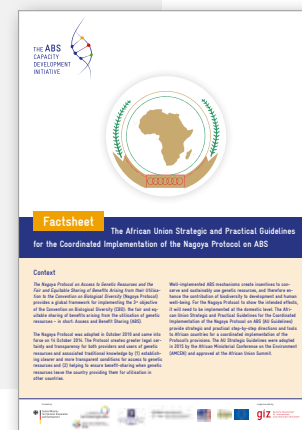 THE ABS
CAPACITY
DEVELOPMENT
INITIATIVE
Factsheet
The African Union Strategic and Practical Guidelines
for the Coordinated Implementation of the Nagoya Protocol on ABS
Context
The Nagoya Protocol on Access to Genetic Resources and the
Fair and Equitable Sharing of Benefits Arising from their Utilisa-
tion to the Convention on Biological Diversity (Nagoya Protocol)
provides a global framework for implementing the 3rd objective
of the Convention on Biological Diversity (CBD): the fair and eq-
uitable sharing of benefits arising from the utilisation of genetic
resources – in short: Access and Benefit Sharing (ABS)
The Nagoya Protocol was adopted in October 2010 and came into
force on 14 October 2014. The Protocol creates greater legal cer-
tainty and transparency for both providers and users of genetic
resources and associated traditional knowledge by (1) establish-
ing clearer and more transparent conditions for access to genetic
resources and (2) helping to ensure benefit-sharing when genetic
resources leave the country providing them for utilisation in
other countries.
Well-implemented ABS mechanisms create incentives to con-
serve and sustainably use genetic resources, and therefore en-
hance the contribution of biodiversity to development and human
well-being. For the Nagoya Protocol to show the intended effects,
it will need to be implemented at the domestic level. The Afri-
can Union Strategic and Practical Guidelines for the Coordinated
Implementation of the Nagoya Protocol on ABS (AU Guidelines)
provide strategic and practical step-by-step directions and tools
to African countries for a coordinated implementation of the
Protocol's provisions. The AU Strategic Guidelines were adopted
in 2015 by the African Ministerial Conference on the Environment
(AMCEN) and approved at the African Union Summit.
giz